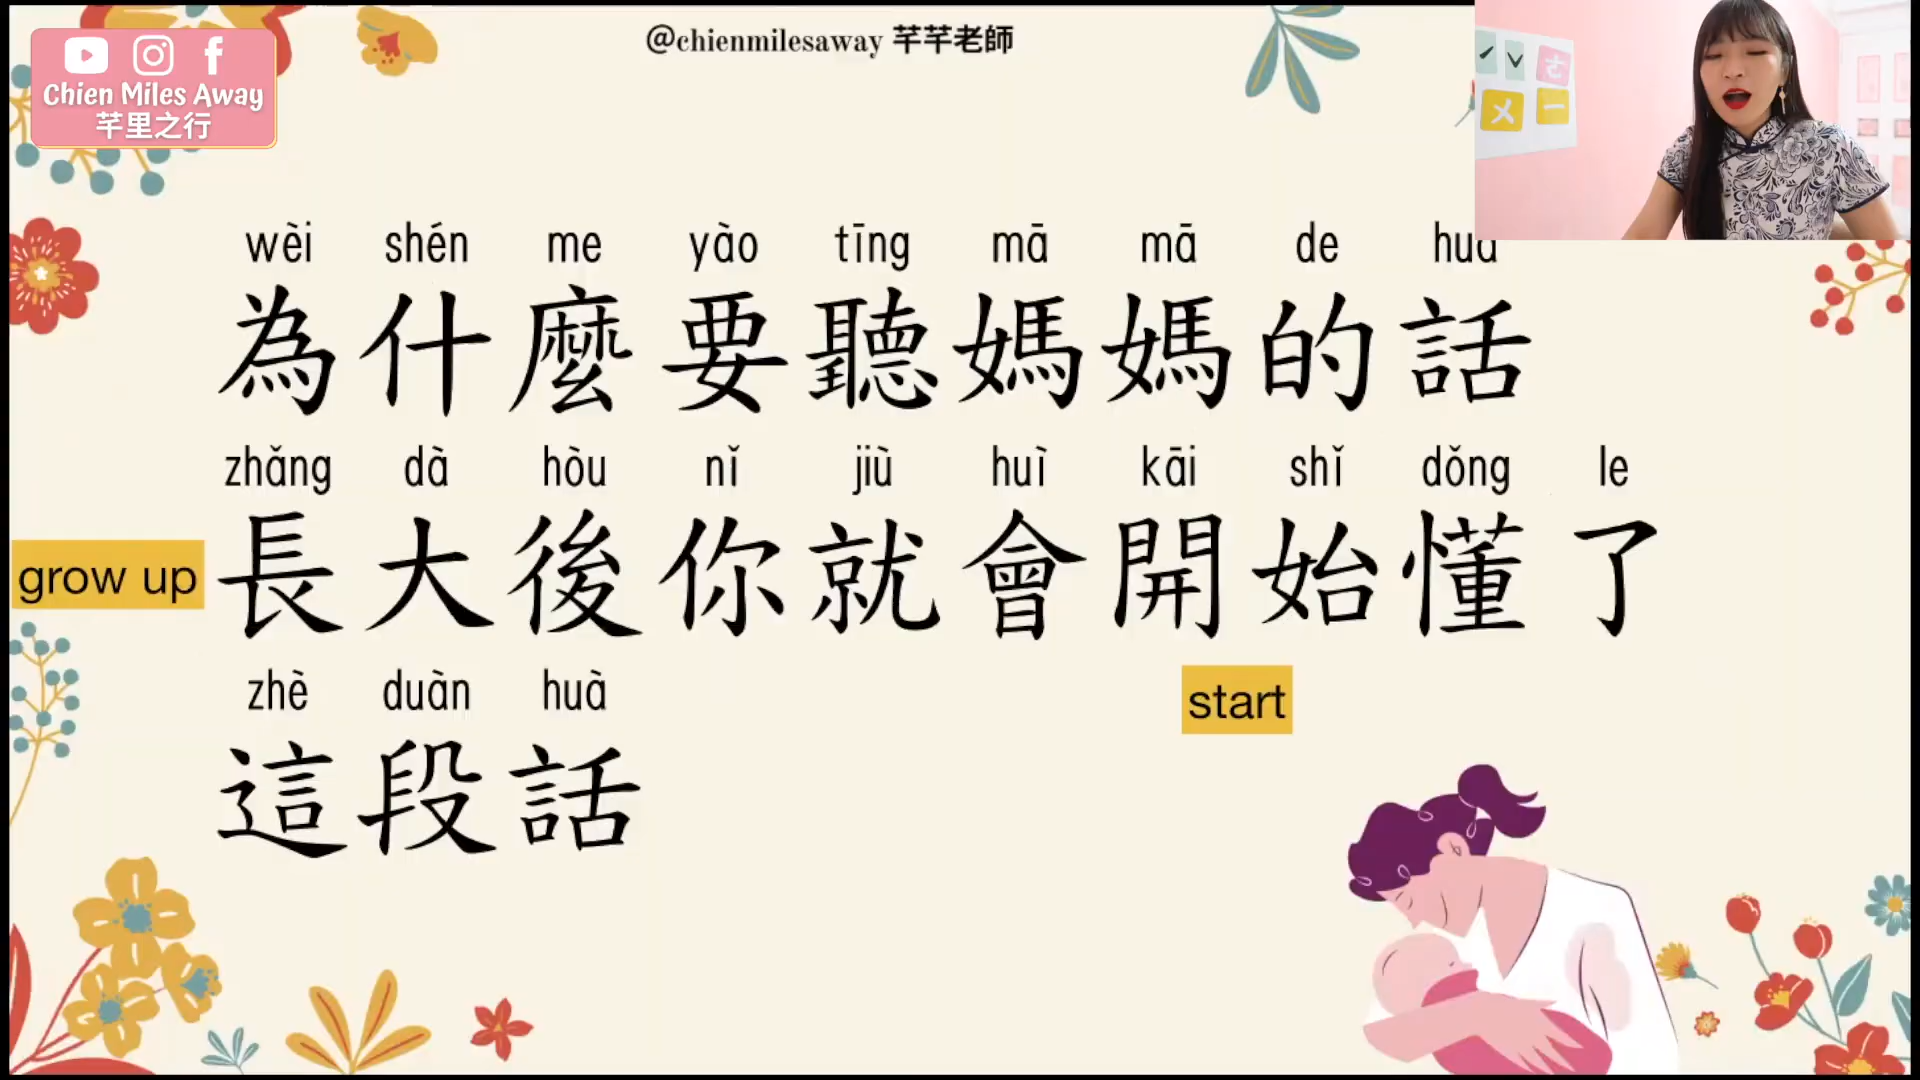 Chien Miles Away
芊里之行
@chienmilesaway 芊芊老師
ˊ ˇ ㄜ
ㄨ ㄧ
wèi shén me yào tīng mā mā de huà
為什麼要聽媽媽的話
zhǎng dà hòu nǐ jiù huì kāi shǐ dǒng le
grow up 長大後你就會開始懂了
start
zhè duàn huà
這段話